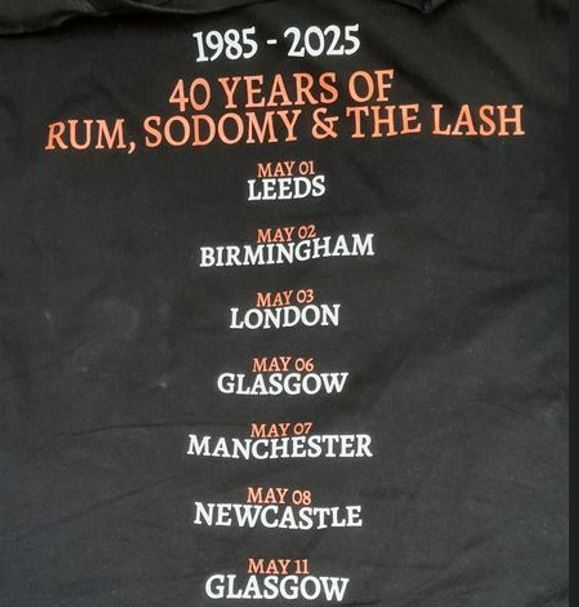 1985 - 2025
40 YEARS OF
RUM, SODOMY & THE LASH
MAY 01
LEEDS
MAY 02
BIRMINGHAM
MAY 03
LONDON
MAY 06
GLASGOW
MAY 07
MANCHESTER
MAY 08
NEWCASTLE
MAY 11
GLASGOW